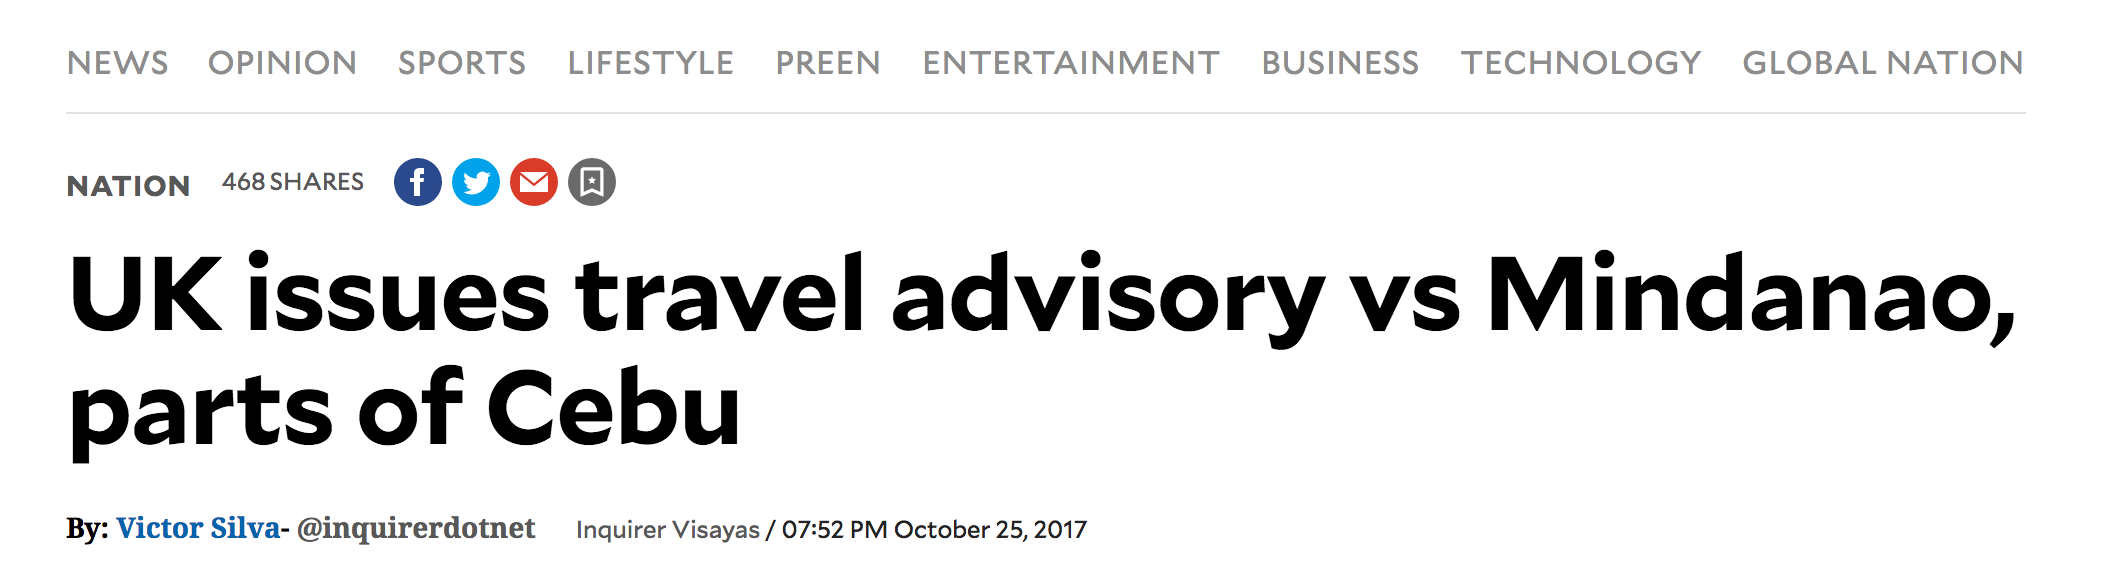 NEWS OPINION SPORTS LIFESTYLE PREEN ENTERTAINMENT BUSINESS TECHNOLOGY GLOBAL NATION
NATION 468 SHARES
UK issues travel advisory vs Mindanao,
parts of Cebu
By: Victor Silva- @inquirerdotnet Inquirer Visayas / 07:52 PM October 25, 2017